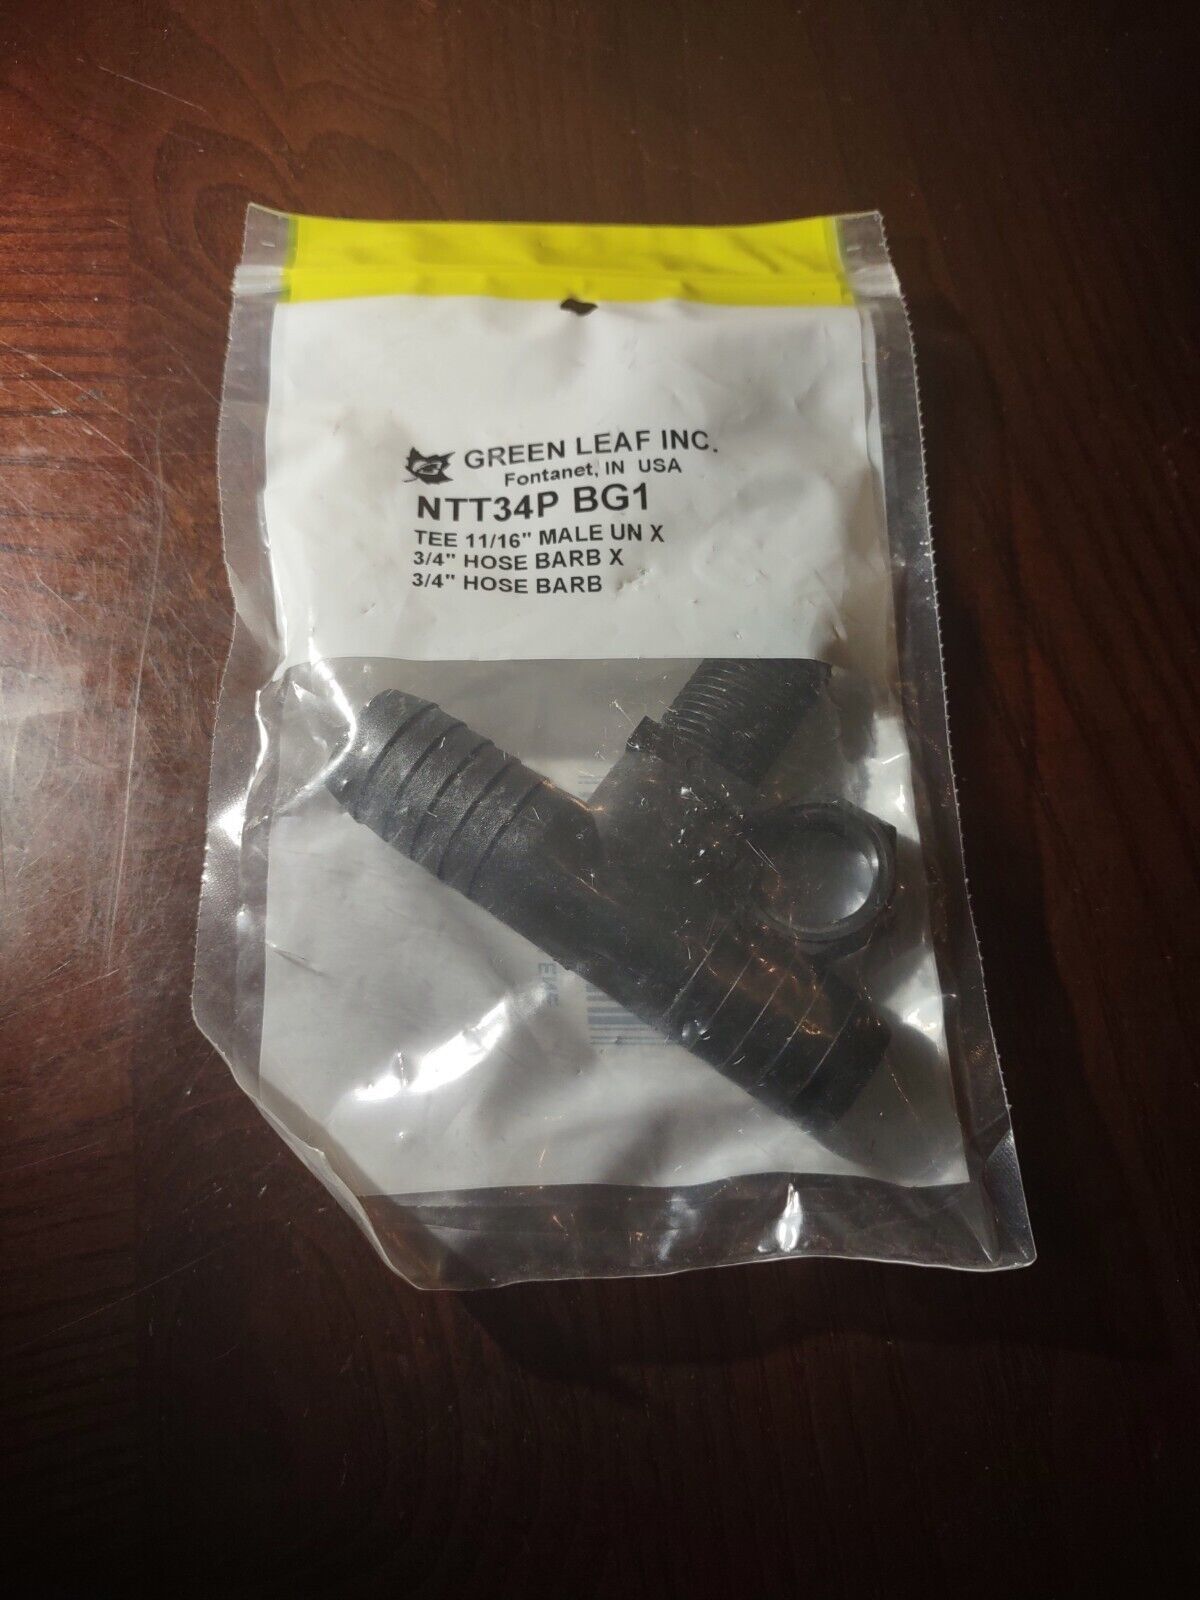 GREEN LEAF INC.
Fontanet, IN USA
NTT34P BG1
TEE 11/16" MALE UN X
3/4" HOSE BARB X
3/4" HOSE BARB